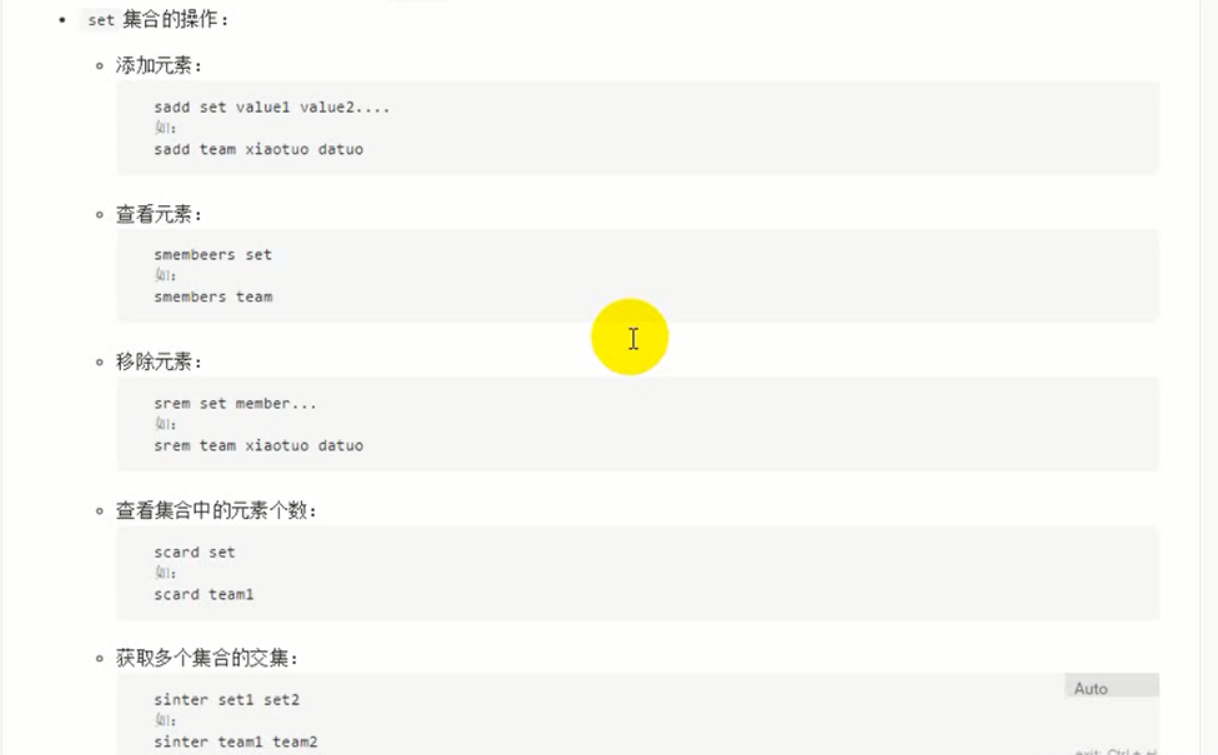 set 集合的操作：
添加元素：
sadd set value1 value2....
如：
sadd team xiaotuo datuo
查看元素：
smembeers set
如：
smembers team
移除元素：
srem set member...
如：
srem team xiaotuo datuo
查看集合中的元素个数：
scard set
如：
scard team1
获取多个集合的交集：
sinter set1 set2
Auto
如：
sinter team1 team2